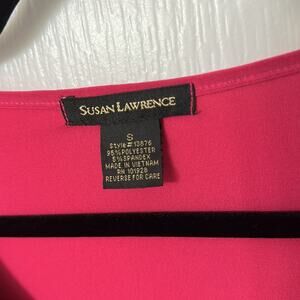 SUSAN LAWRENCE
S
Style#13876
95%POLYESTER
5%SPANDEX
MADE IN VIETNAM
RN 101928
REVERSE FOR CARE